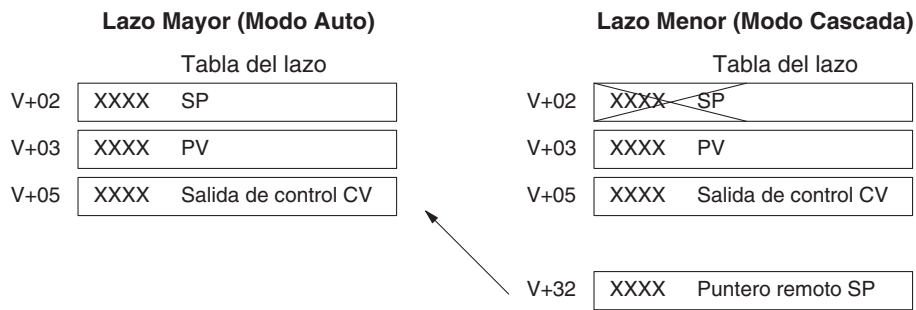 Lazo Mayor (Modo Auto)
Tabla del lazo
V+02 XXXX SP
V+03 XXXX PV
V+05 XXXX Salida de control CV
Lazo Menor (Modo Cascada)
Tabla del lazo
V+02 XXXX SP
V+03 XXXX PV
V+05 XXXX Salida de control CV
V+32 XXXX Puntero remoto SP